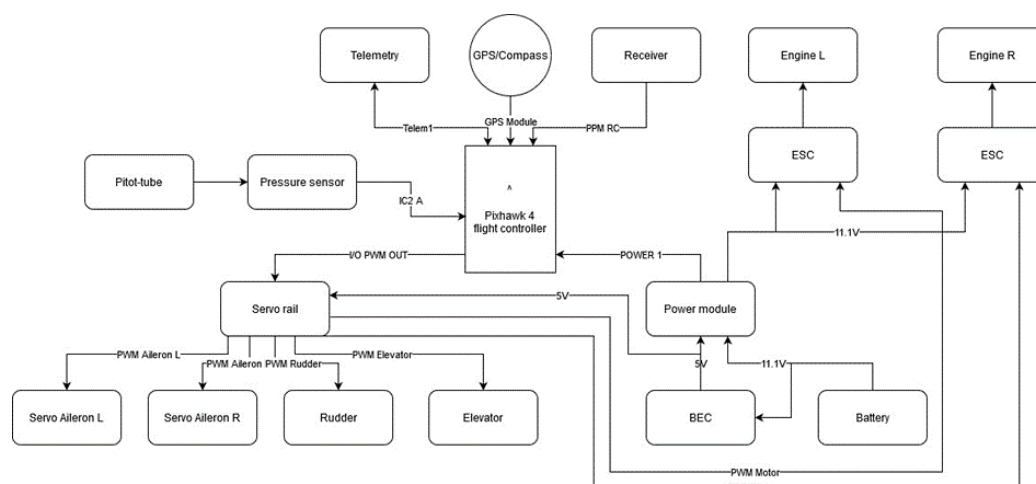 Telemetry
GPS/Compass
Receiver
Engine L
Engine R
Telem1
GPS Module
PPM RC
ESC
ESC
Pitot-tube
Pressure sensor
IC2 A
^
Pixhawk 4
flight controller
I/O PWM OUT
POWER 1
11.1V
5V
Servo rail
Power module
PWM Aileron L
PWM Aileron
PWM Rudder
PWM Elevator
5V
11.1V
Servo Aileron L
Servo Aileron R
Rudder
Elevator
BEC
Battery
PWM Motor